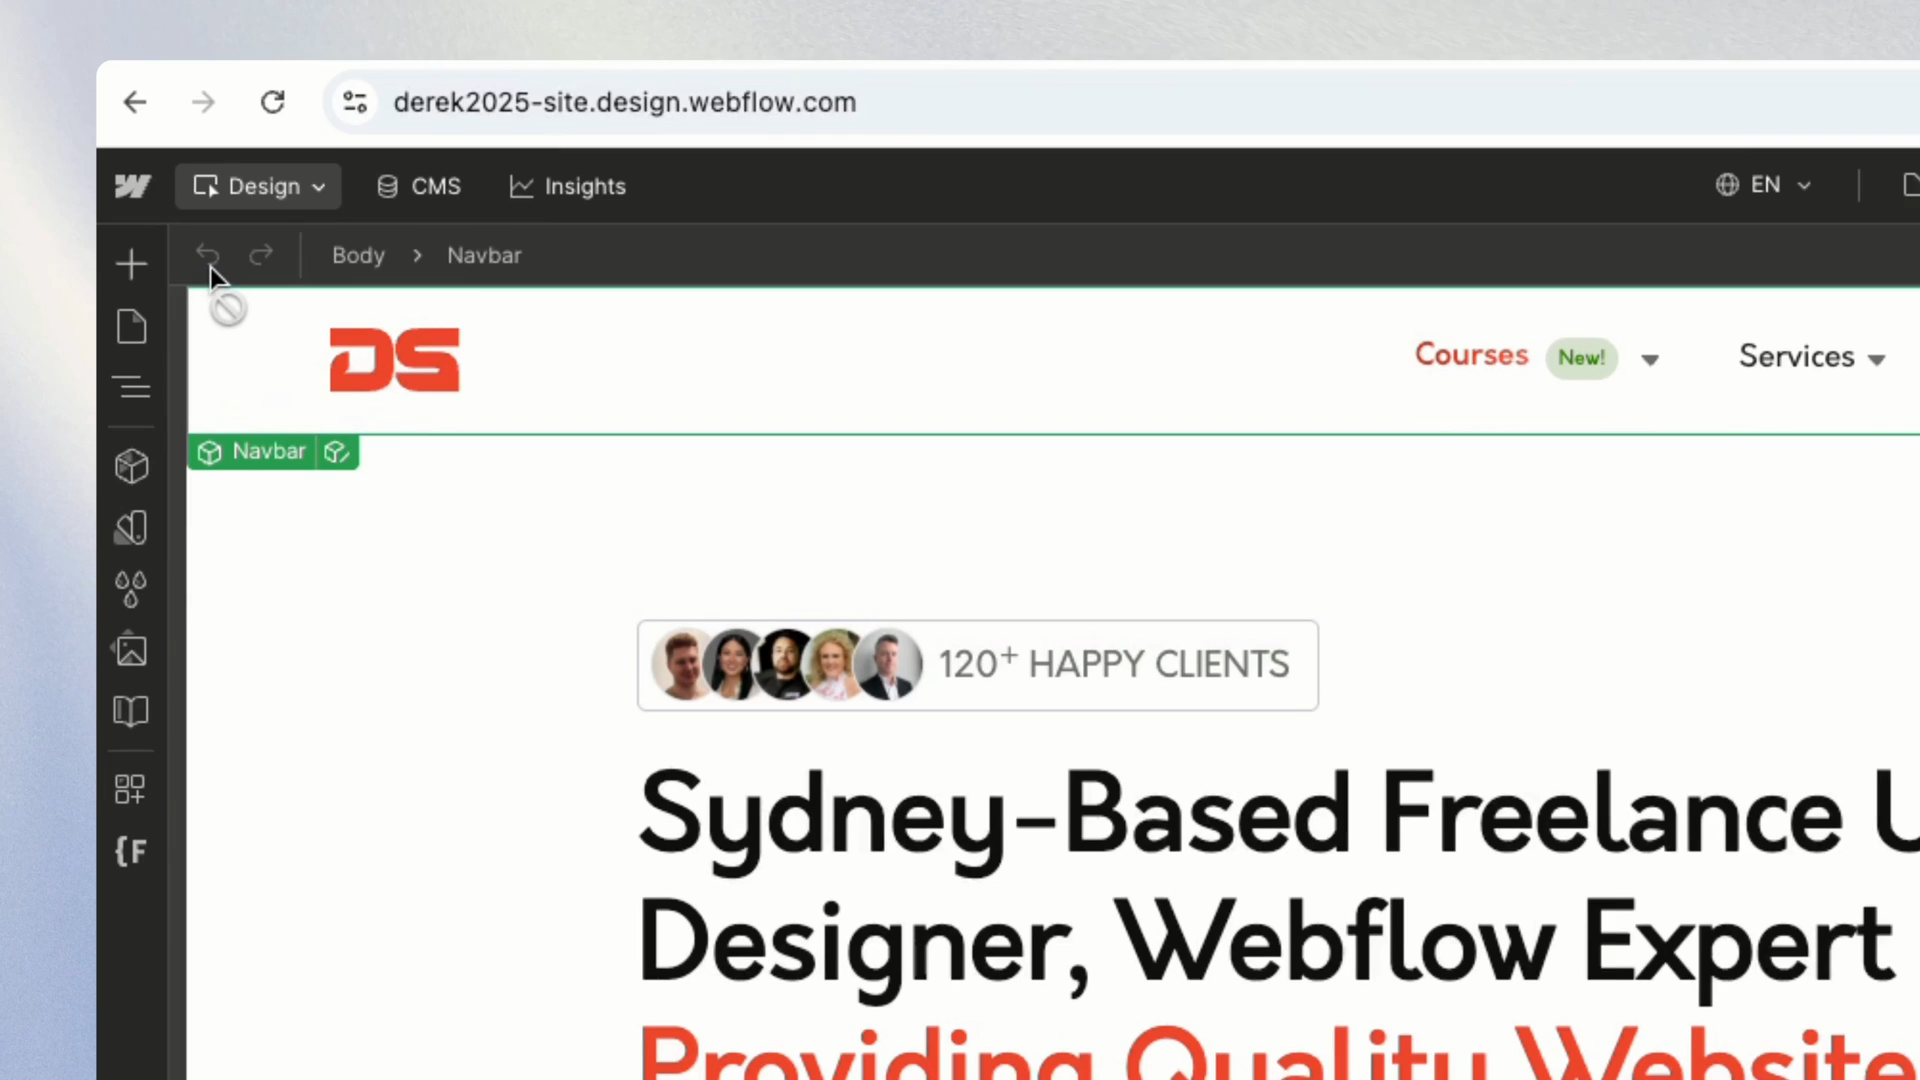 derek2025-site.design.webflow.com
Design
CMS
Insights
EN
Body > Navbar
DS
Courses New!
Services
Navbar
120+ HAPPY CLIENTS
{F
Sydney-Based Freelance U
Designer, Webflow Expert
Providing Quality Website